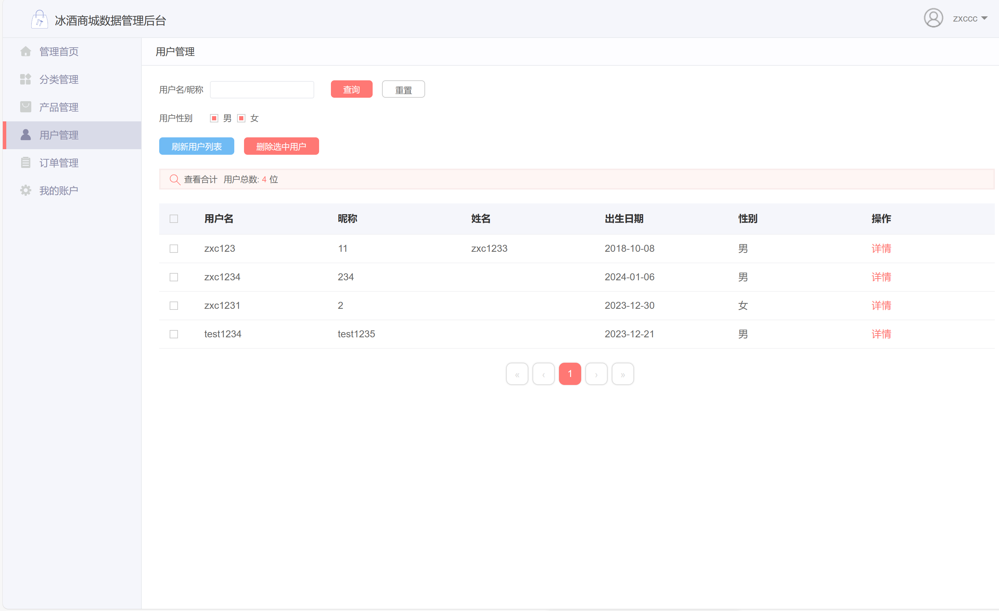 冰酒商城数据管理后台
zxccc
管理首页
分类管理
产品管理
用户管理
订单管理
我的账户
用户管理
用户名/昵称 查询 重置
用户性别 男 女
刷新用户列表 删除选中用户
查看合计 用户总数: 4 位
用户名 昵称 姓名 出生日期 性别 操作
zxc123 11 zxc1233 2018-10-08 男 详情
zxc1234 234 2024-01-06 男 详情
zxc1231 2 2023-12-30 女 详情
test1234 test1235 2023-12-21 男 详情
« ‹ 1 › »